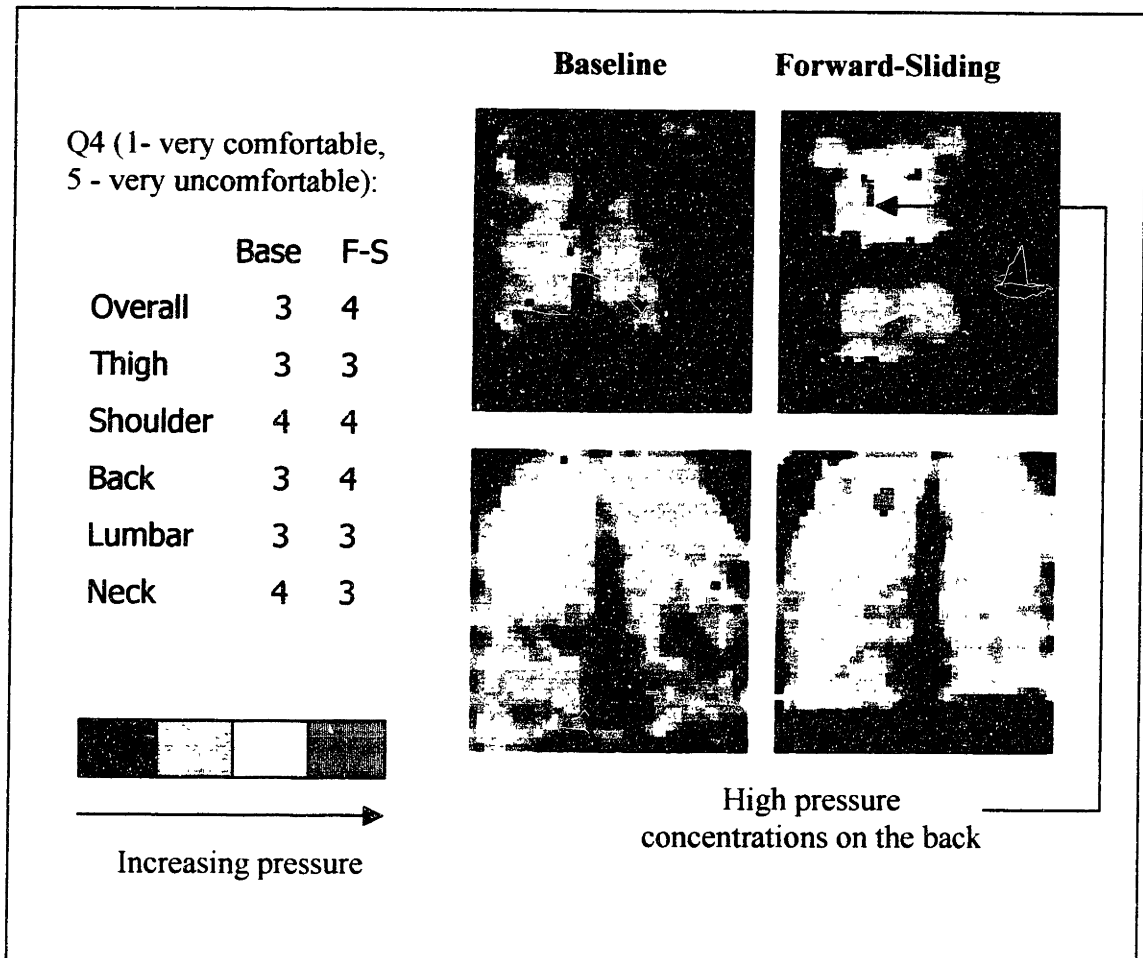 Baseline Forward-Sliding
Q4 (1- very comfortable,
5 - very uncomfortable):
Base F-S
Overall 3 4
Thigh 3 3
Shoulder 4 4
Back 3 4
Lumbar 3 3
Neck 4 3
Increasing pressure
High pressure
concentrations on the back